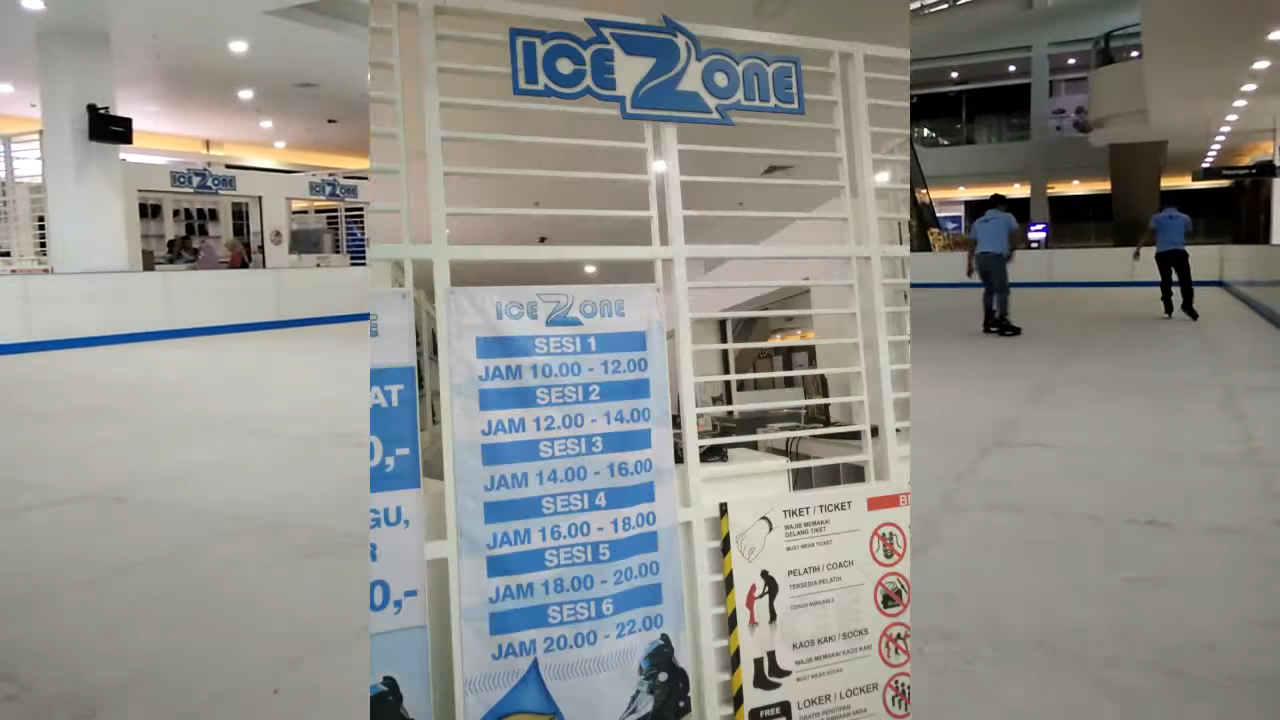 ICE ZONE
ICE ZONE
ICE ZONE
ICE ZONE
SESI 1
JAM 10.00 - 12.00
SESI 2
JAM 12.00 - 14.00
SESI 3
JAM 14.00 - 16.00
SESI 4
JAM 16.00 - 18.00
SESI 5
JAM 18.00 - 20.00
SESI 6
JAM 20.00 - 22.00
AT
0,-
GU,
R
0,-
TIKET / TICKET
WAJIB MEMAKAI
GELANG TIKET
MUST WEAR TICKET
PELATIH / COACH
TERSEDIA PELATIH
COACH AVAILABLE
KAOS KAKI / SOCKS
WAJIB MEMAKAI KAOS KAKI
MUST WEAR SOCKS
LOKER / LOCKER
GRATIS PENITIPAN
FREE